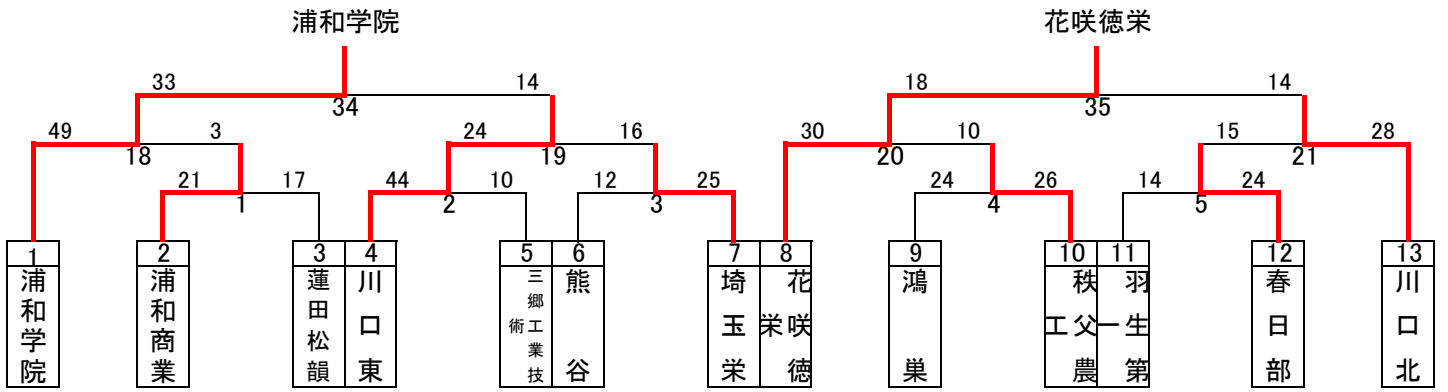 浦和学院 花咲徳栄
33 14 18 14
34 35
49 3 24 16 30 10 15 28
18 19 20 21
21 17 44 10 12 25 24 26 14 24
1 2 3 4 5
1 2 3 4 5 6 7 8 9 10 11 12 13
浦和学院
浦和商業
蓮田松韻
川口東
三郷工業技術
熊谷
埼玉栄
花咲徳栄
鴻巣
秩父農工
羽生第一
春日部
川口北